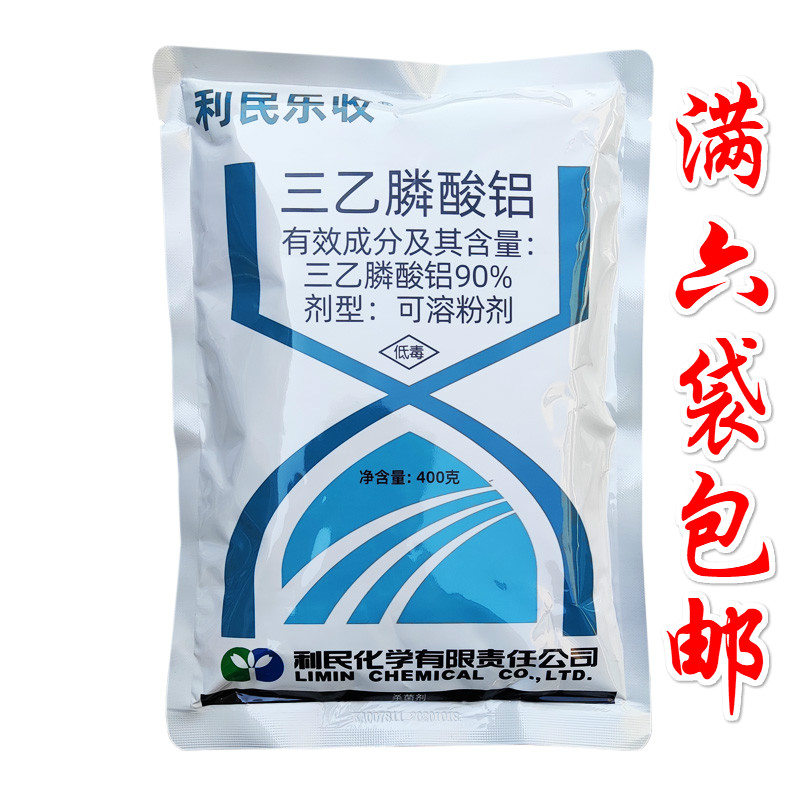 利民乐收
三乙膦酸铝
有效成分及其含量：
三乙膦酸铝90%
剂型：可溶粉剂
低毒
净含量：400克
利民化学有限责任公司
LIMIN CHEMICAL CO.,LTD.
杀菌剂
满六袋包邮